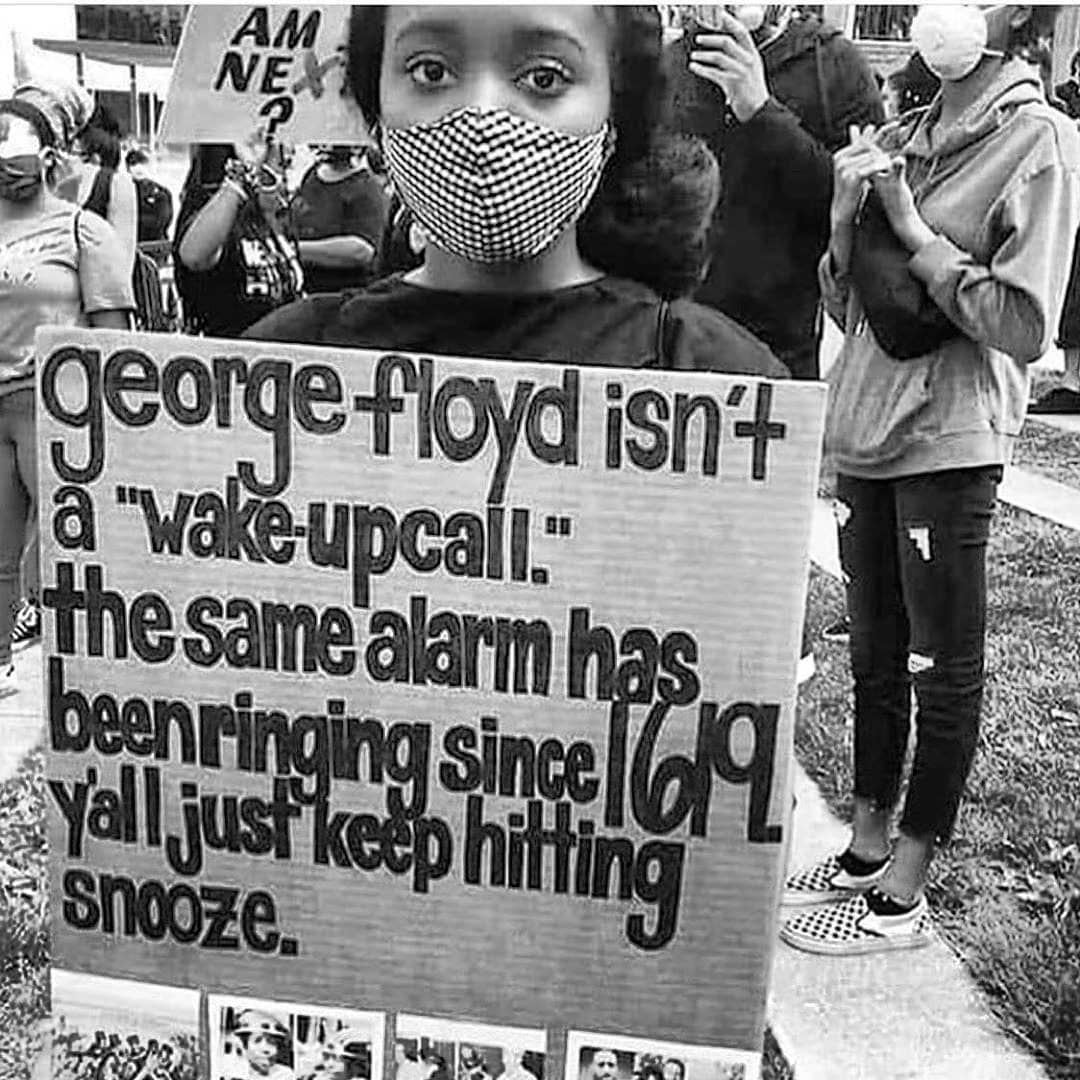 AM
NEX
?
george floyd isn't
a "wake-up call."
the same alarm has
been ringing since 1619.
y'all just keep hitting
snooze.